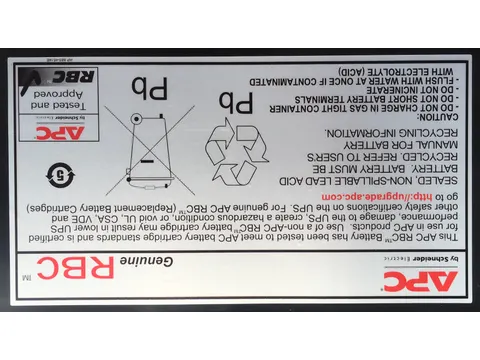 APC
by Schneider Electric
Genuine RBC™
This APC RBC™ Battery has been tested to meet APC battery cartridge standards and is certified
for use in APC products. Use of a non-APC RBC™ battery cartridge may result in lower UPS
performance, damage the UPS, create a hazardous condition, or void UL, CSA, VDE and
other safety certifications of the UPS. For genuine APC RBC™ (Replacement Battery Cartridges)
go to http://upgrade.apc.com
SEALED, NON-SPILLABLE LEAD ACID
BATTERY MUST BE
RECYCLED. REFER TO USER'S
MANUAL FOR BATTERY
RECYCLING INFORMATION.
CAUTION:
- DO NOT CHARGE IN GAS TIGHT CONTAINER
- DO NOT SHORT BATTERY TERMINALS
- DO NOT INCINERATE
- FLUSH WITH WATER AT ONCE IF CONTAMINATED
WITH ELECTROLYTE (ACID)
Pb
Pb
5
APC
by Schneider Electric
Tested and
Approved
RBC